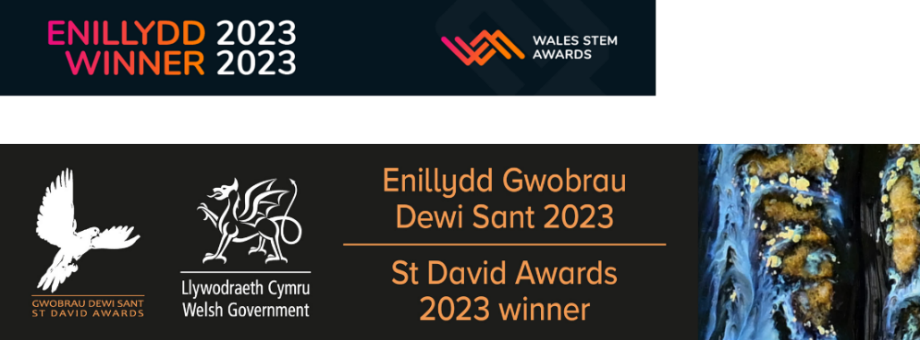 ENILLYDD 2023
WINNER 2023
WALES STEM
AWARDS
GWOBRAU DEWI SANT
ST DAVID AWARDS
Llywodraeth Cymru
Welsh Government
Enillydd Gwobrau
Dewi Sant 2023
St David Awards
2023 winner